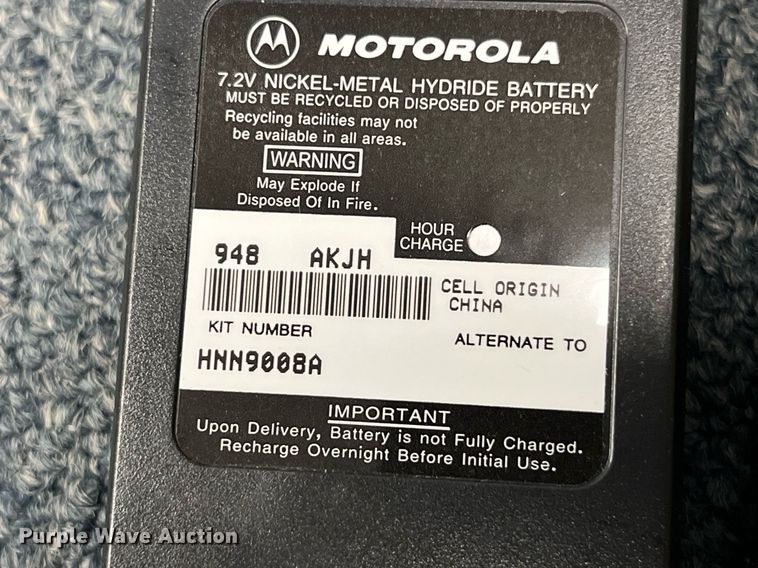 MOTOROLA
7.2V NICKEL-METAL HYDRIDE BATTERY
MUST BE RECYCLED OR DISPOSED OF PROPERLY
Recycling facilities may not
be available in all areas.
WARNING
May Explode If
Disposed Of In Fire.
HOUR
CHARGE
948 AKJH
CELL ORIGIN
CHINA
KIT NUMBER
ALTERNATE TO
HNN9008A
IMPORTANT
Upon Delivery, Battery is not Fully Charged.
Recharge Overnight Before Initial Use.
Purple Wave Auction